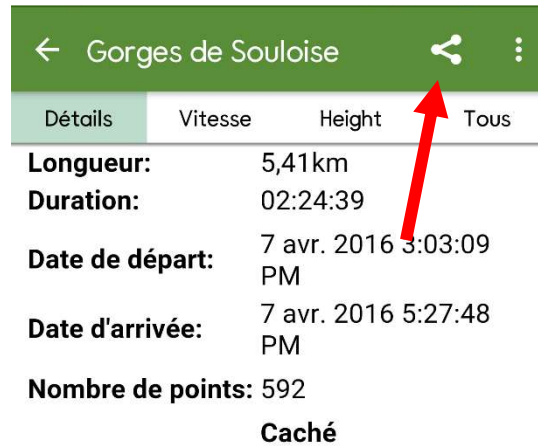 Gorges de Souloise
Détails Vitesse Height Tous
Longueur: 5,41km
Duration: 02:24:39
Date de départ: 7 avr. 2016 3:03:09
PM
Date d'arrivée: 7 avr. 2016 5:27:48
PM
Nombre de points: 592
Caché